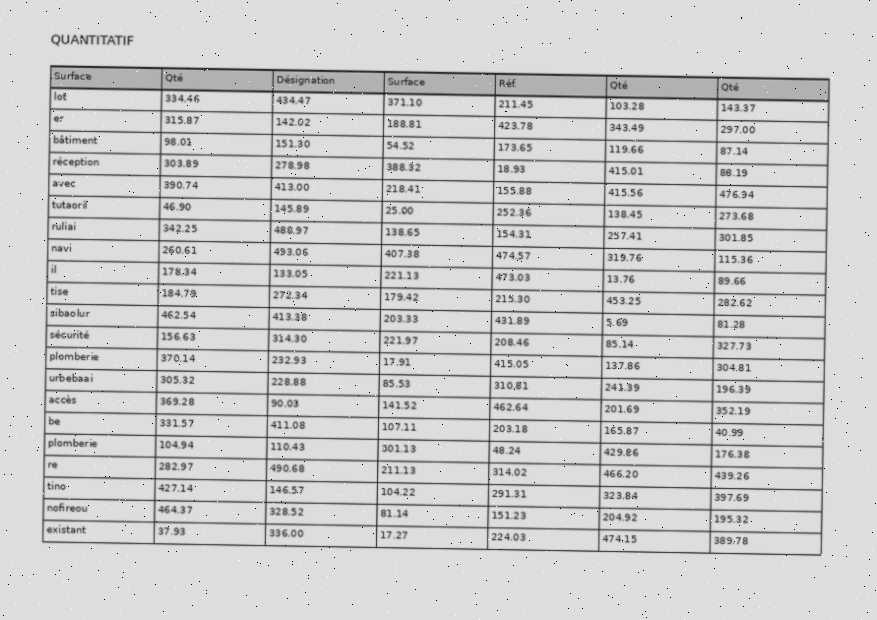 QUANTITATIF
Surface Qté Désignation Surface Réf. Qté Qté
lot 334.46 434.47 371.10 211.45 103.28 143.37
er 315.87 142.02 188.81 423.78 343.49 297.00
bâtiment 98.01 151.30 54.52 173.65 119.66 87.14
réception 303.89 278.98 388.32 18.93 415.01 88.19
avec 390.74 413.00 218.41 155.88 415.56 476.94
tutaorif 46.90 145.89 25.00 252.36 138.45 273.68
ruliai 342.25 488.97 138.65 154.31 257.41 301.85
navi 260.61 493.06 407.38 474.57 319.76 115.36
il 178.34 133.05 221.13 473.03 13.76 89.66
tise 184.79 272.34 179.42 215.30 453.25 282.62
sibaolur 462.54 413.38 203.33 431.89 5.69 81.28
sécurité 156.63 314.30 221.97 208.46 85.14 327.73
plomberie 370.14 232.93 17.91 415.05 137.86 304.81
urbebaai 305.32 228.88 85.53 310.81 241.39 196.39
accès 369.28 90.03 141.52 462.64 201.69 352.19
be 331.57 411.08 107.11 203.18 165.87 40.99
plomberie 104.94 110.43 301.13 48.24 429.86 176.38
re 282.97 490.68 211.13 314.02 466.20 439.26
tino 427.14 146.57 104.22 291.31 323.84 397.69
nofireou 464.37 328.52 81.14 151.23 204.92 195.32
existant 37.93 336.00 17.27 224.03 474.15 389.78